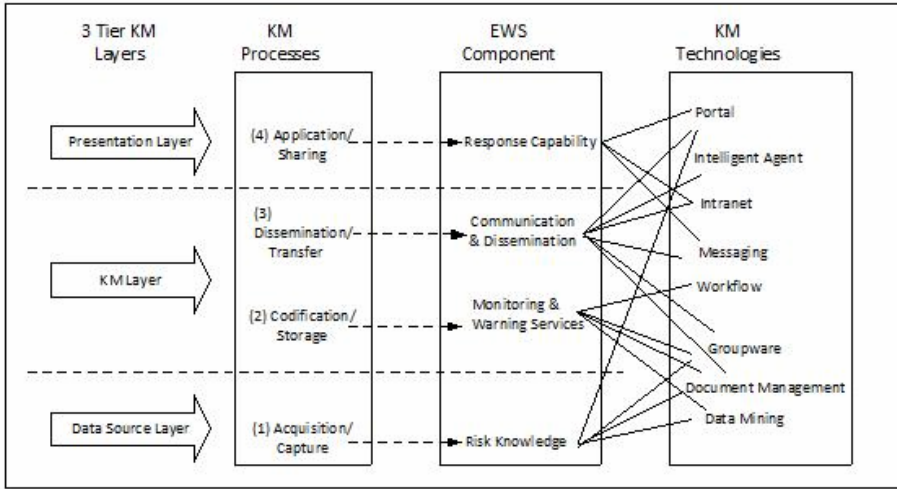 3 Tier KM
Layers
KM
Processes
EWS
Component
KM
Technologies
Presentation Layer
(4) Application/
Sharing
Response Capability
Portal
Intelligent Agent
Intranet
(3)
Dissemination/
Transfer
Communication
& Dissemination
Messaging
KM Layer
Workflow
(2) Codification/
Storage
Monitoring &
Warning Services
Groupware
Document Management
Data Mining
Data Source Layer
(1) Acquisition/
Capture
Risk Knowledge